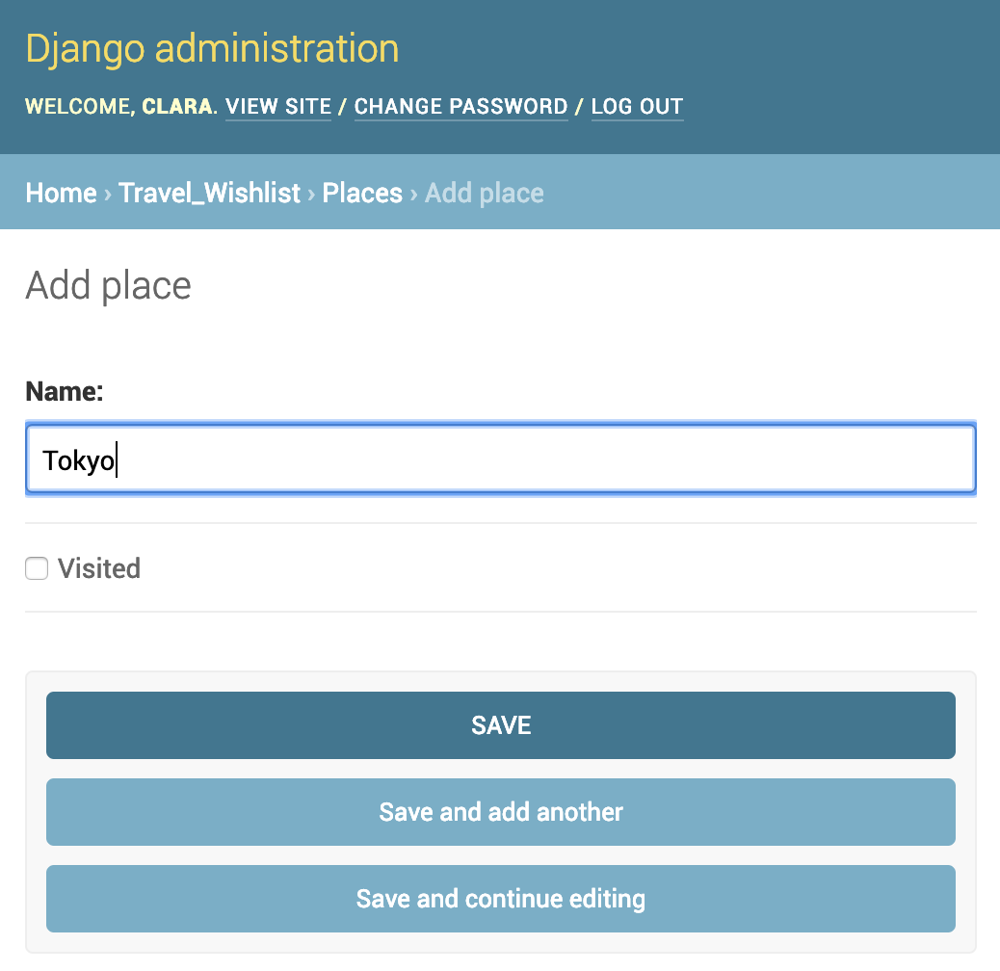 Django administration
WELCOME, CLARA. VIEW SITE / CHANGE PASSWORD / LOG OUT
Home › Travel_Wishlist › Places › Add place
Add place
Name:
Tokyo
Visited
SAVE
Save and add another
Save and continue editing